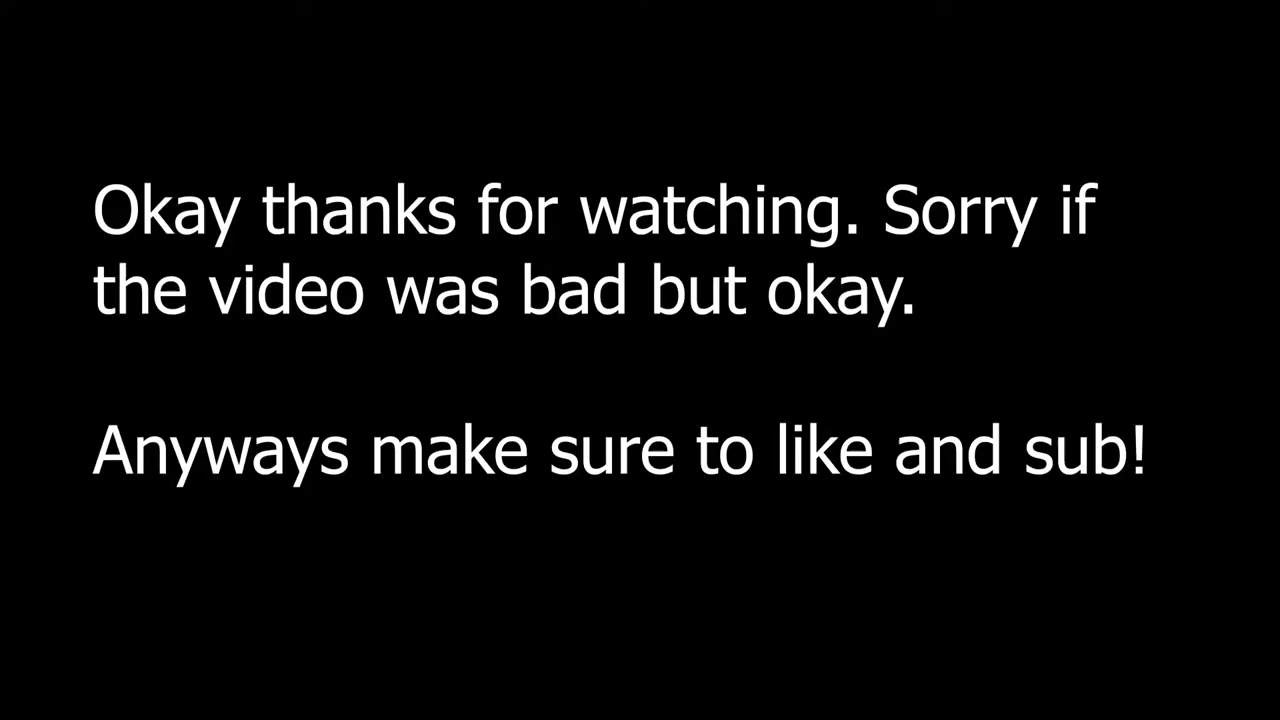 Okay thanks for watching. Sorry if
the video was bad but okay.
Anyways make sure to like and sub!